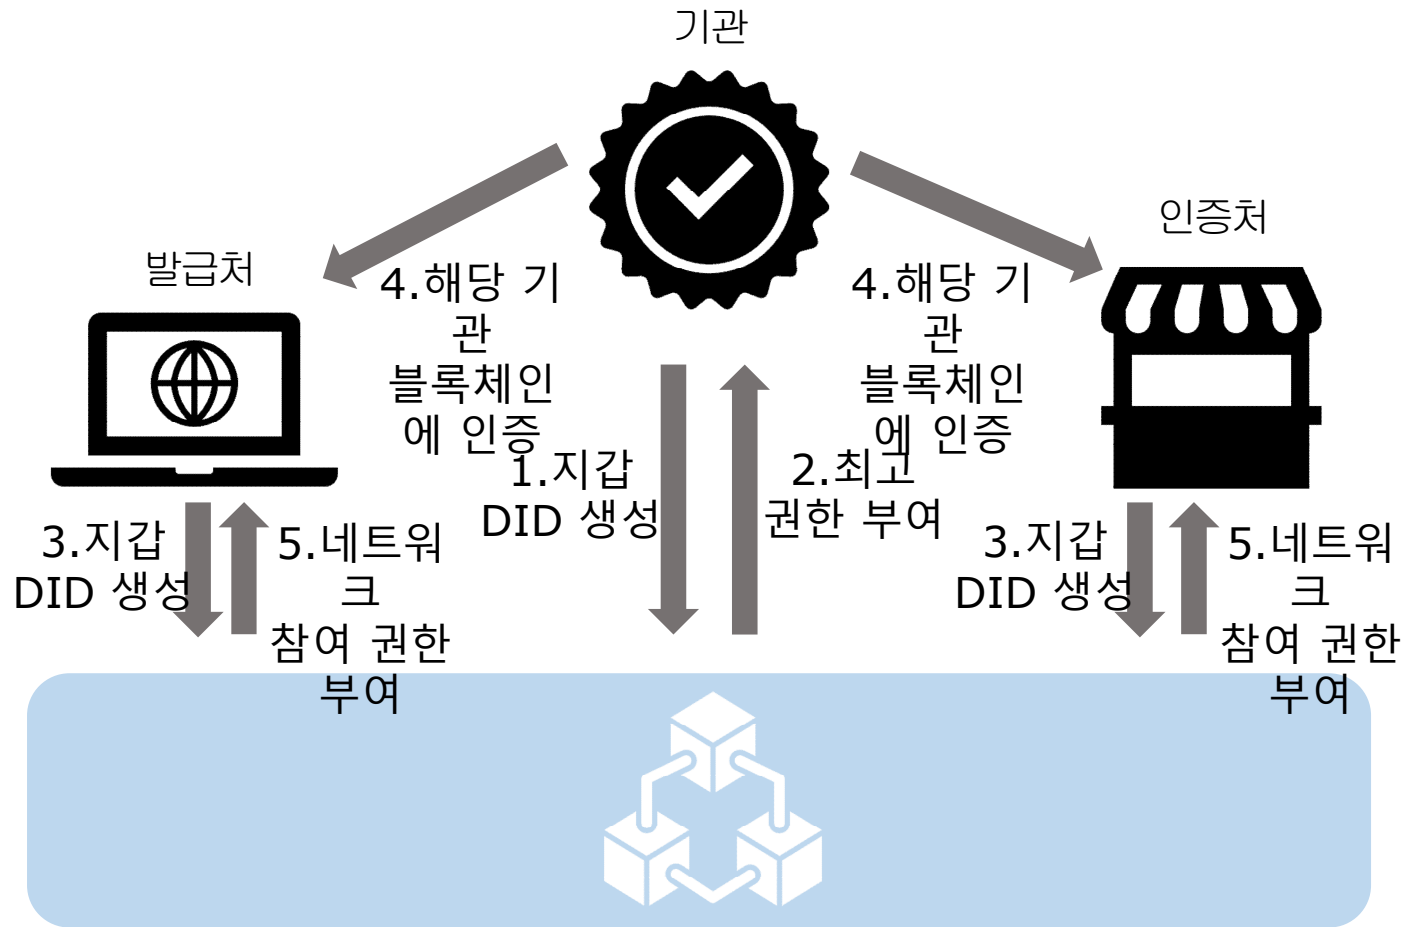 기관
인증처
발급처
4.해당 기
관
블록체인
에 인증
4.해당 기
관
블록체인
에 인증
1.지갑
DID 생성
2.최고
권한 부여
3.지갑
DID 생성
5.네트워
크
참여 권한
부여
3.지갑
DID 생성
5.네트워
크
참여 권한
부여